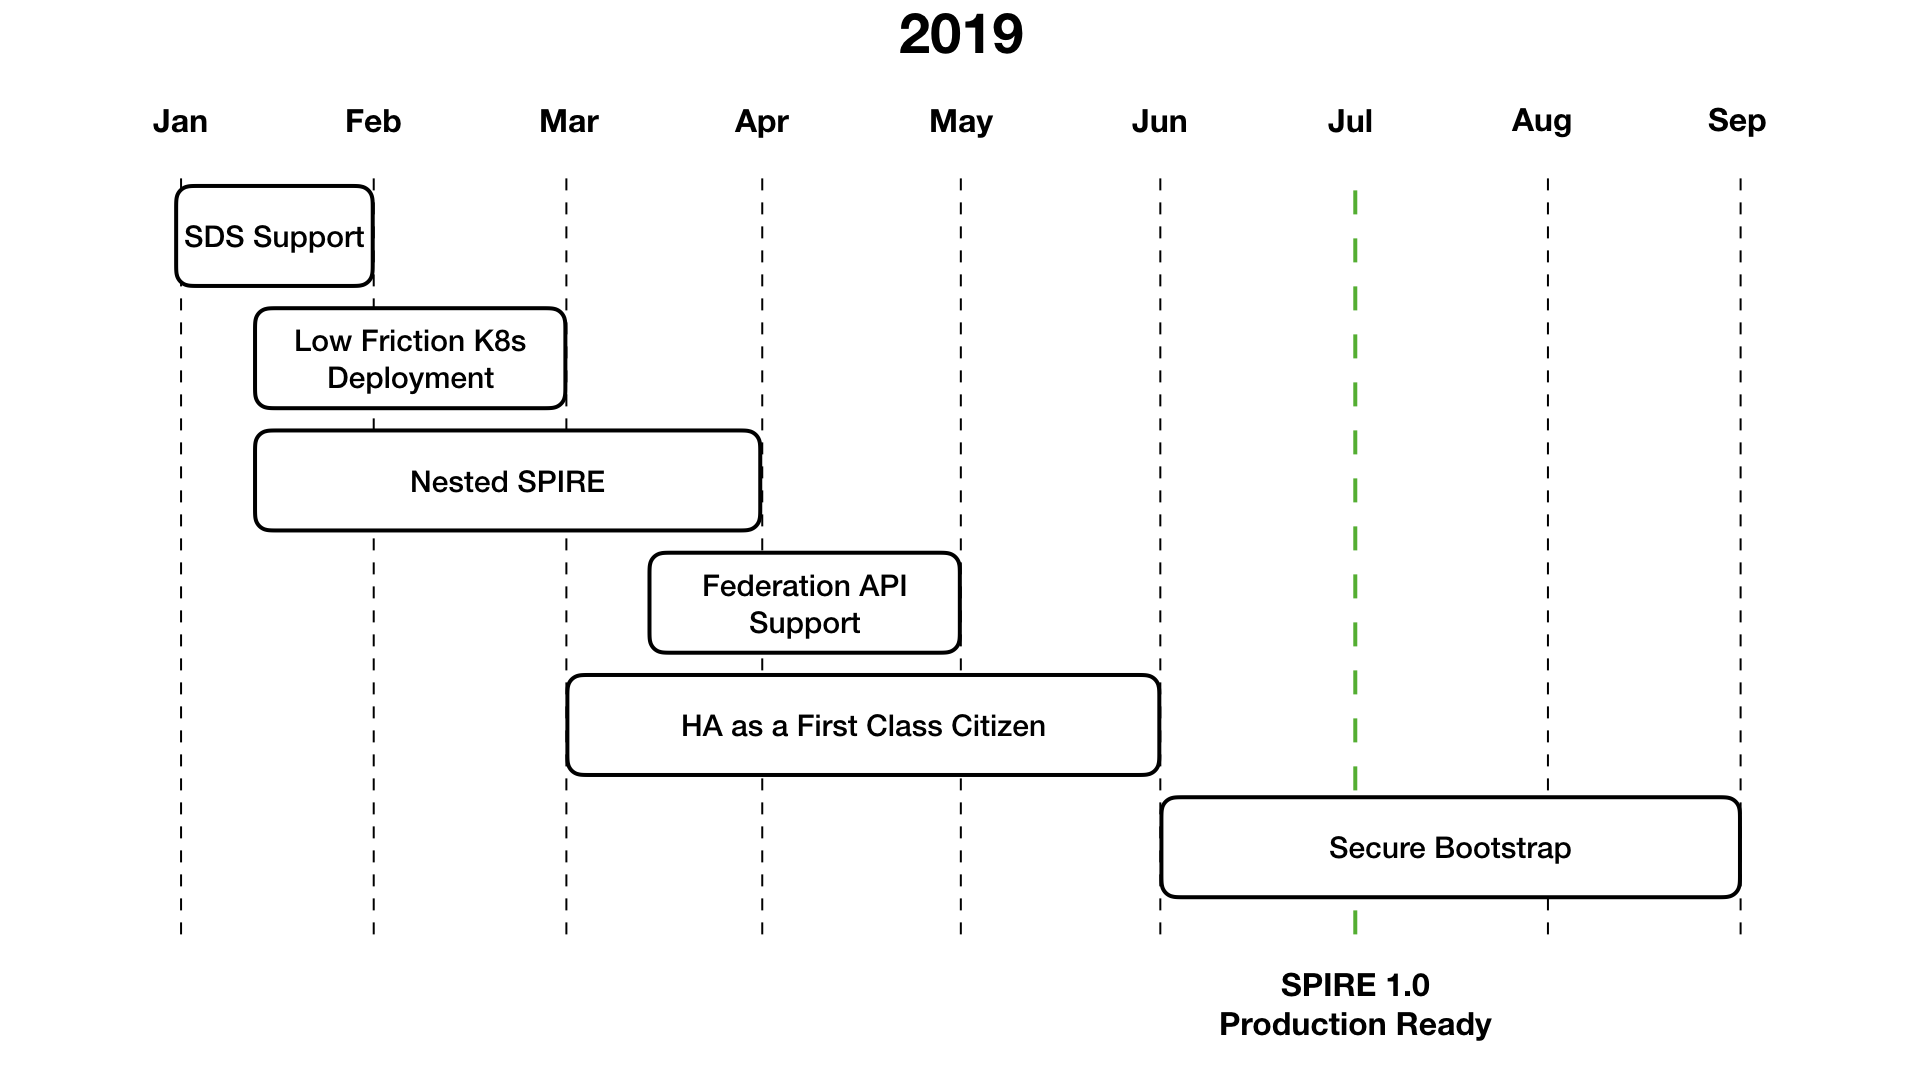 2019
Jan Feb Mar Apr May Jun Jul Aug Sep
SDS Support
Low Friction K8s
Deployment
Nested SPIRE
Federation API
Support
HA as a First Class Citizen
Secure Bootstrap
SPIRE 1.0
Production Ready